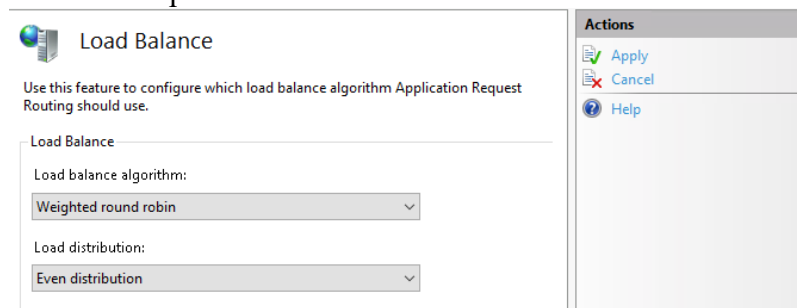 Load Balance
Use this feature to configure which load balance algorithm Application Request
Routing should use.
Load Balance
Load balance algorithm:
Weighted round robin
Load distribution:
Even distribution
Actions
Apply
Cancel
Help